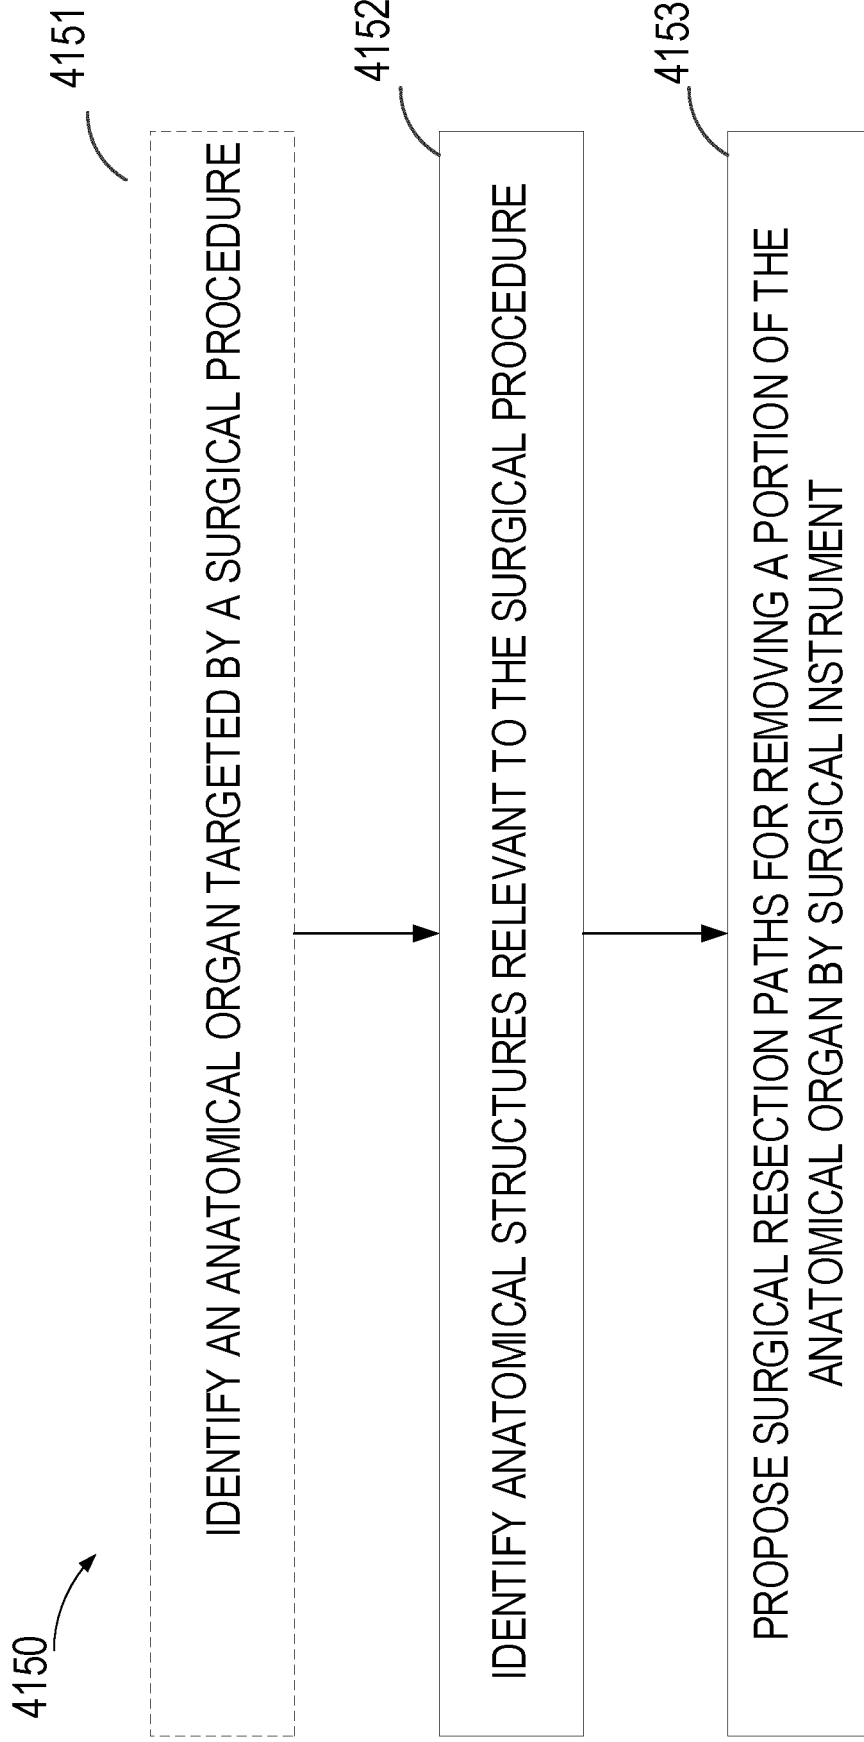 4150
4151
IDENTIFY AN ANATOMICAL ORGAN TARGETED BY A SURGICAL PROCEDURE
4152
IDENTIFY ANATOMICAL STRUCTURES RELEVANT TO THE SURGICAL PROCEDURE
4153
PROPOSE SURGICAL RESECTION PATHS FOR REMOVING A PORTION OF THE
ANATOMICAL ORGAN BY SURGICAL INSTRUMENT